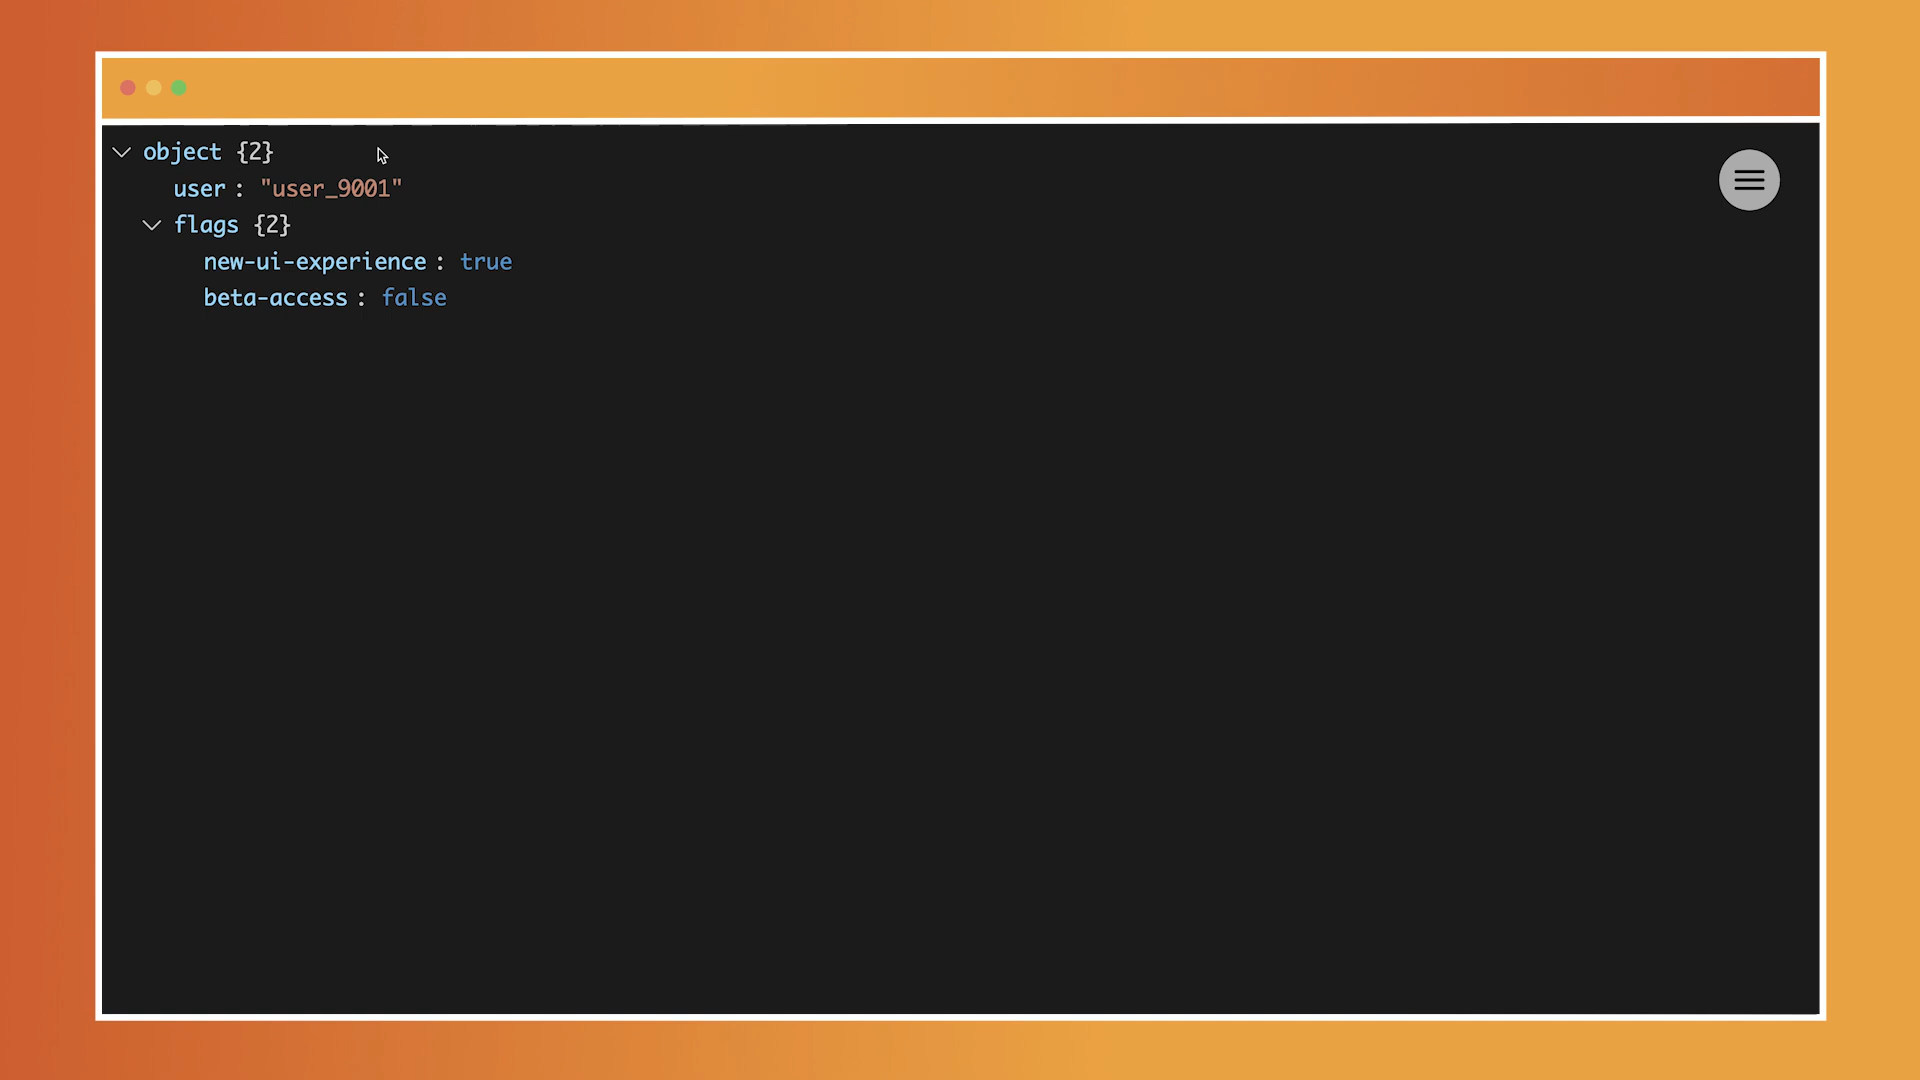 object {2}
user : "user_9001"
flags {2}
new-ui-experience : true
beta-access : false